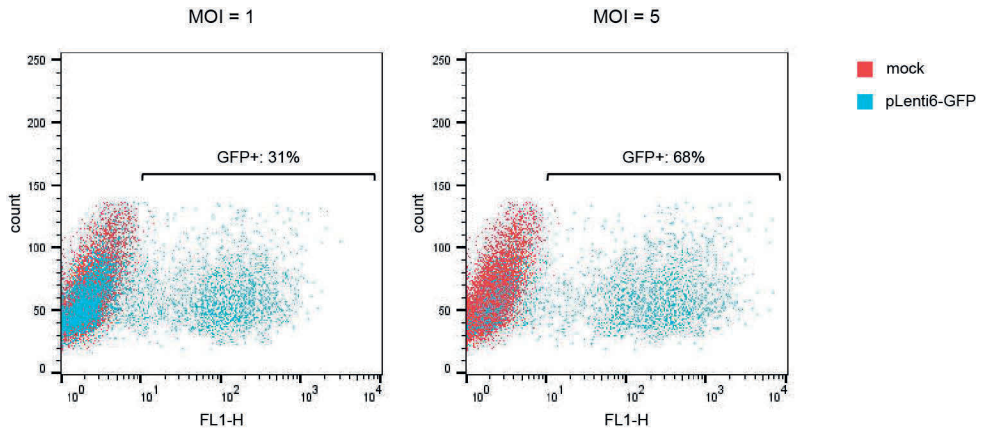 MOI = 1
MOI = 5
250
200
150
100
50
0
count
GFP+: 31%
10⁰
10¹
10²
10³
10⁴
FL1-H
250
200
150
100
50
0
count
GFP+: 68%
10⁰
10¹
10²
10³
10⁴
FL1-H
mock
pLenti6-GFP